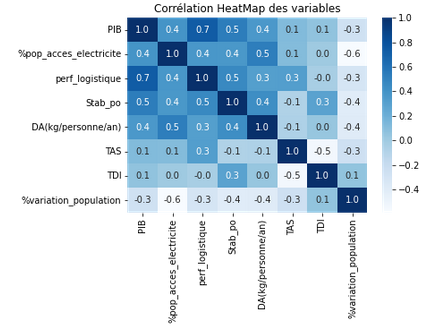 Corrélation HeatMap des variables
PIB 1.0 0.4 0.7 0.5 0.4 0.1 0.1 -0.3
%pop_acces_electricite 0.4 1.0 0.4 0.4 0.5 0.1 0.0 -0.6
perf_logistique 0.7 0.4 1.0 0.5 0.3 0.3 -0.0 -0.3
Stab_po 0.5 0.4 0.5 1.0 0.4 -0.1 0.3 -0.4
DA(kg/personne/an) 0.4 0.5 0.3 0.4 1.0 -0.1 0.0 -0.4
TAS 0.1 0.1 0.3 -0.1 -0.1 1.0 -0.5 -0.3
TDI 0.1 0.0 -0.0 0.3 0.0 -0.5 1.0 0.1
%variation_population -0.3 -0.6 -0.3 -0.4 -0.4 -0.3 0.1 1.0
PIB
%pop_acces_electricite
perf_logistique
Stab_po
DA(kg/personne/an)
TAS
TDI
%variation_population
1.0
0.8
0.6
0.4
0.2
0.0
−0.2
−0.4